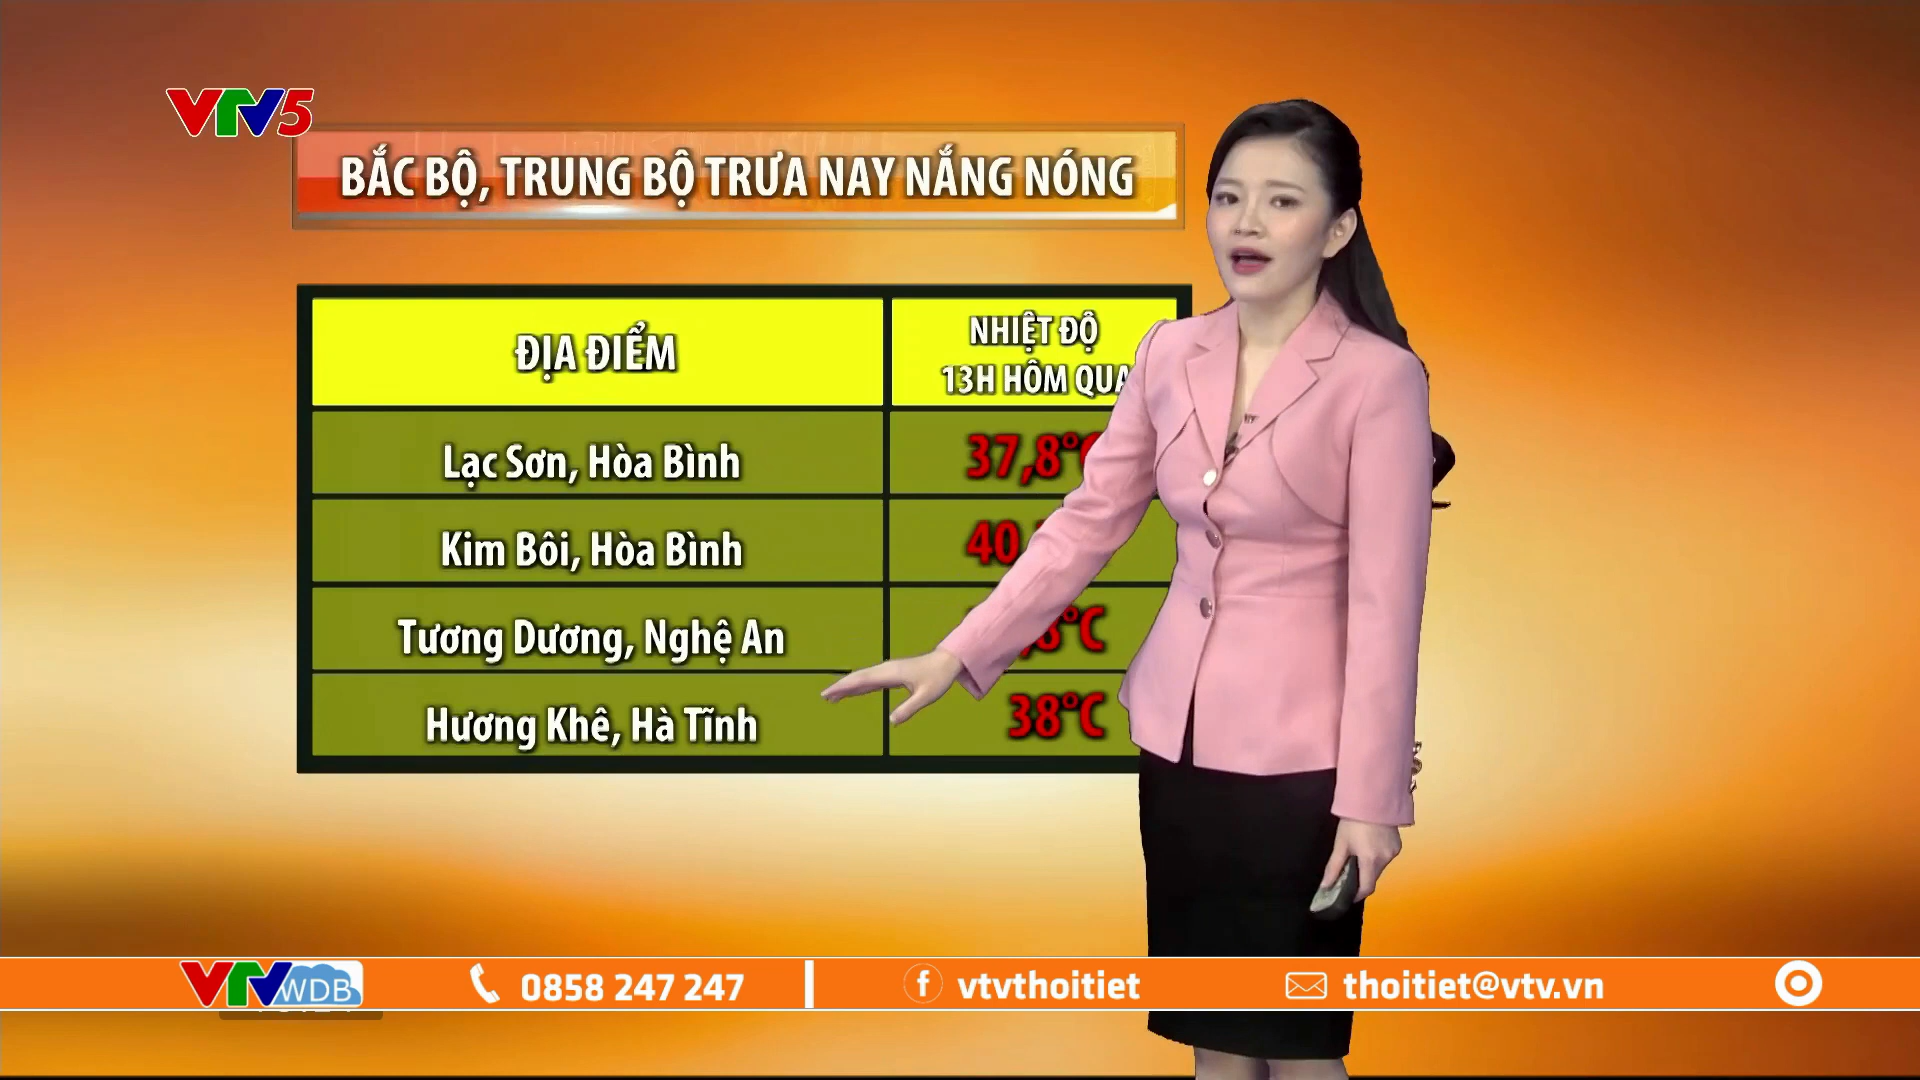 VTV5
BẮC BỘ, TRUNG BỘ TRƯA NAY NẮNG NÓNG
ĐỊA ĐIỂM
NHIỆT ĐỘ
13H HÔM QUA
Lạc Sơn, Hòa Bình
37,8°C
Kim Bôi, Hòa Bình
40
Tương Dương, Nghệ An
,8°C
Hương Khê, Hà Tĩnh
38°C
VTV WDB
0858 247 247
vtvthoitiet
thoitiet@vtv.vn